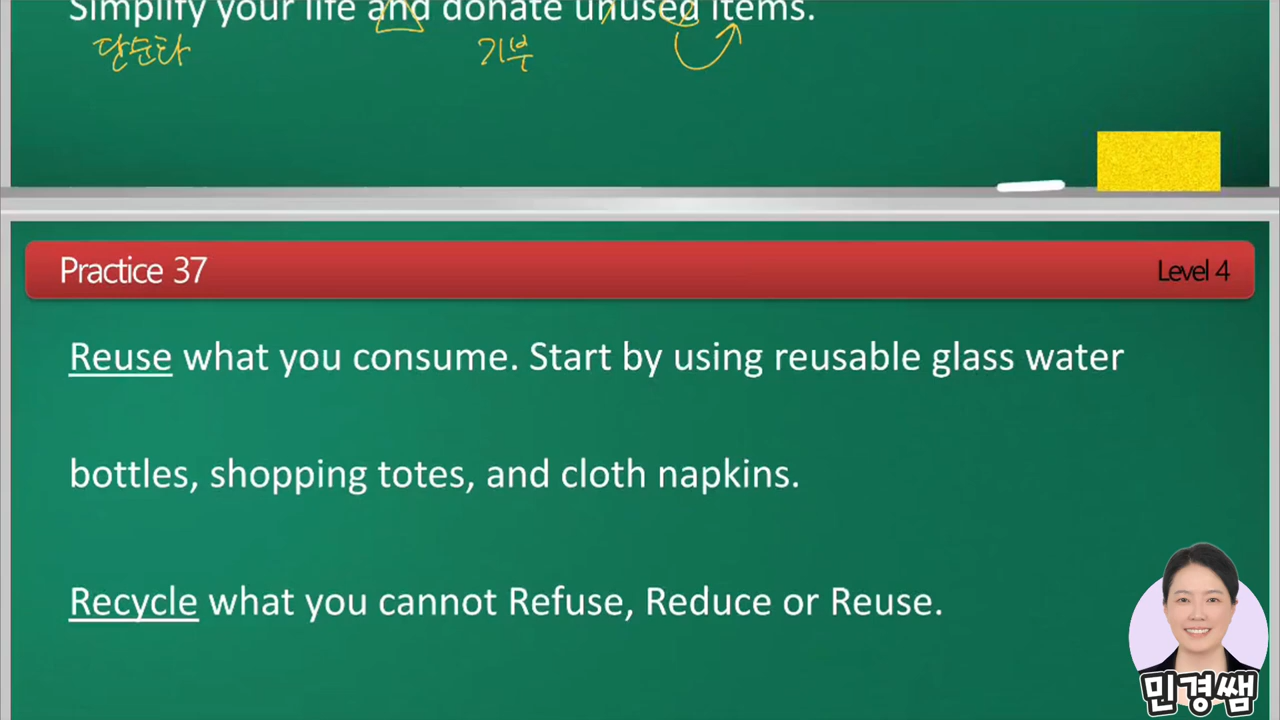 Simplify your life and donate unused items.
단순화 기부
Practice 37 Level 4
Reuse what you consume. Start by using reusable glass water
bottles, shopping totes, and cloth napkins.
Recycle what you cannot Refuse, Reduce or Reuse.
민경쌤